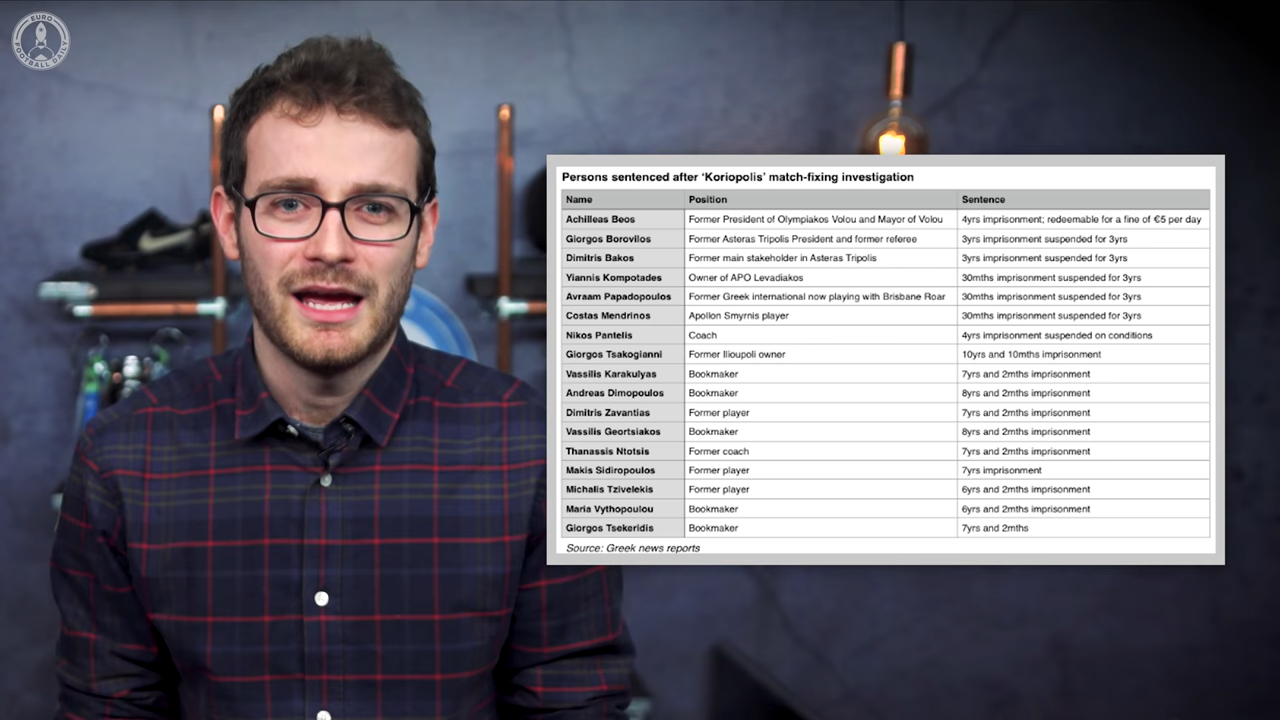 EURO
FOOTBALL DAILY
Persons sentenced after ‘Koriopolis’ match-fixing investigation
Name Position Sentence
Achilleas Beos Former President of Olympiakos Volou and Mayor of Volou 4yrs imprisonment; redeemable for a fine of €5 per day
Giorgos Borovilos Former Asteras Tripolis President and former referee 3yrs imprisonment suspended for 3yrs
Dimitris Bakos Former main stakeholder in Asteras Tripolis 3yrs imprisonment suspended for 3yrs
Yiannis Kompotades Owner of APO Levadiakos 30mths imprisonment suspended for 3yrs
Avraam Papadopoulos Former Greek international now playing with Brisbane Roar 30mths imprisonment suspended for 3yrs
Costas Mendrinos Apollon Smyrnis player 30mths imprisonment suspended for 3yrs
Nikos Pantelis Coach 4yrs imprisonment suspended on conditions
Giorgos Tsakogianni Former Ilioupoli owner 10yrs and 10mths imprisonment
Vassilis Karakulyas Bookmaker 7yrs and 2mths imprisonment
Andreas Dimopoulos Bookmaker 8yrs and 2mths imprisonment
Dimitris Zavantias Former player 7yrs and 2mths imprisonment
Vassilis Geortsiakos Bookmaker 8yrs and 2mths imprisonment
Thanassis Ntotsis Former coach 7yrs and 2mths imprisonment
Makis Sidiropoulos Former player 7yrs imprisonment
Michalis Tzivelekis Former player 6yrs and 2mths imprisonment
Maria Vythopoulou Bookmaker 6yrs and 2mths imprisonment
Giorgos Tsekeridis Bookmaker 7yrs and 2mths
Source: Greek news reports